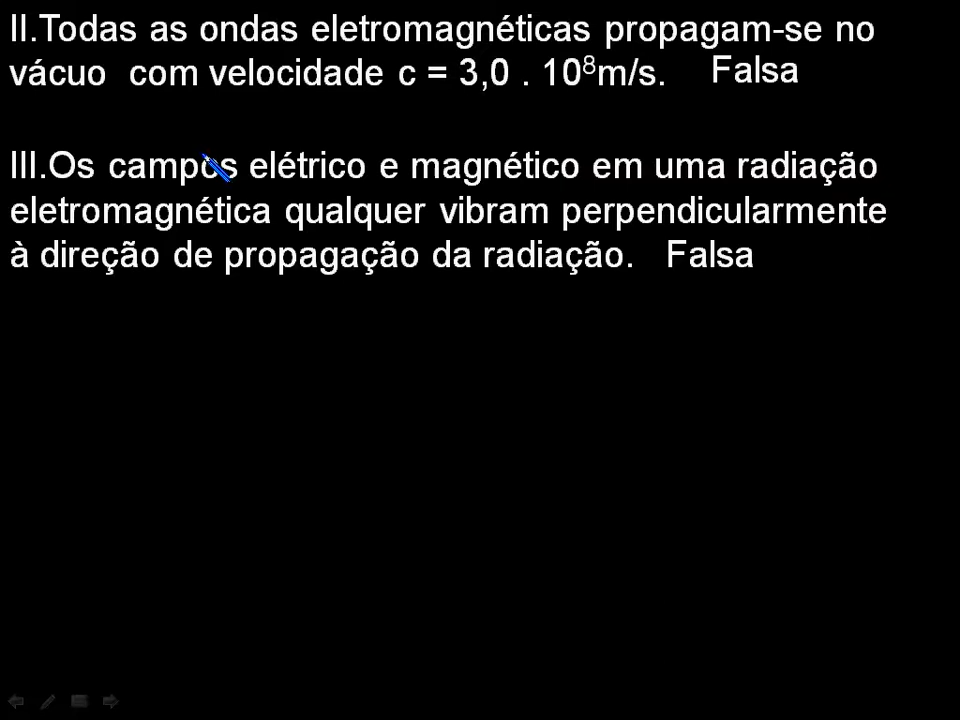 II.Todas as ondas eletromagnéticas propagam-se no
vácuo com velocidade c = 3,0 . 10⁸m/s. Falsa
III.Os campos elétrico e magnético em uma radiação
eletromagnética qualquer vibram perpendicularmente
à direção de propagação da radiação. Falsa